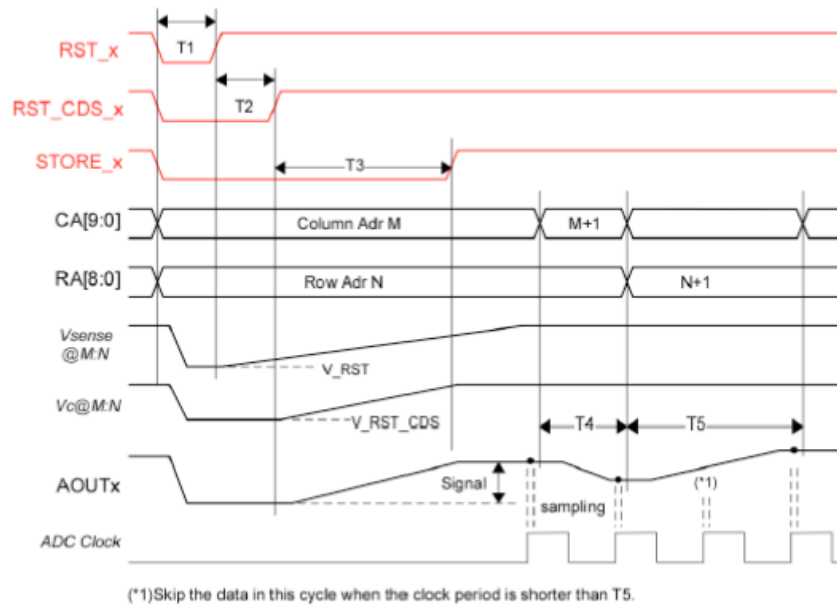 RST_x
T1
RST_CDS_x
T2
STORE_x
T3
CA[9:0]
Column Adr M
M+1
RA[8:0]
Row Adr N
N+1
Vsense
@M:N
V_RST
Vc@M:N
V_RST_CDS
T4
T5
AOUTx
Signal
(*1)
sampling
ADC Clock
(*1)Skip the data in this cycle when the clock period is shorter than T5.